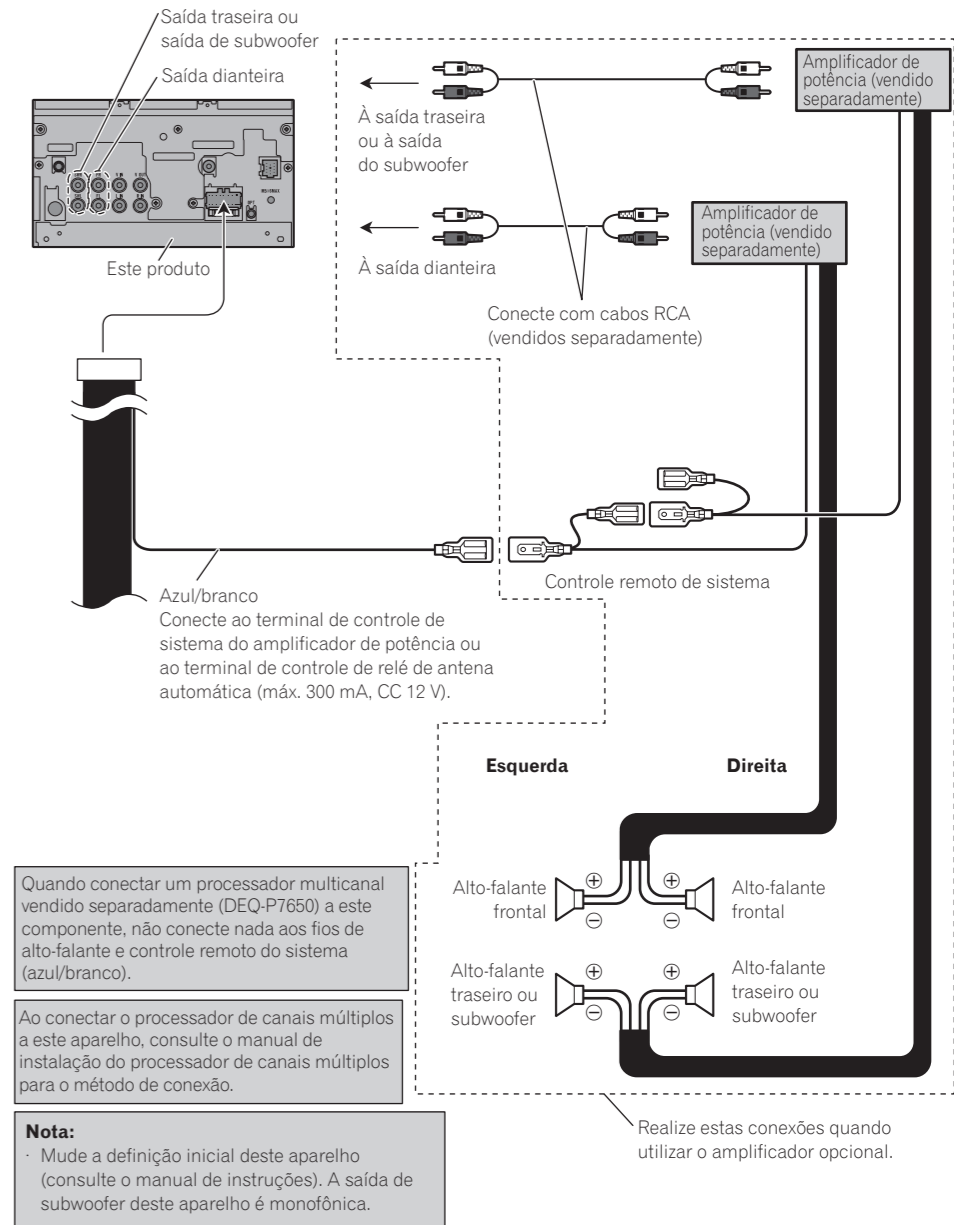 Saída traseira ou
saída de subwoofer
Saída dianteira
Este produto
À saída traseira
ou à saída
do subwoofer
À saída dianteira
Amplificador de
potência (vendido
separadamente)
Amplificador de
potência (vendido
separadamente)
Conecte com cabos RCA
(vendidos separadamente)
Controle remoto de sistema
Azul/branco
Conecte ao terminal de controle de
sistema do amplificador de potência ou
ao terminal de controle de relé de antena
automática (máx. 300 mA, CC 12 V).
Esquerda
Direita
Alto-falante
frontal
⊕
⊖
⊕
⊖
Alto-falante
frontal
Alto-falante
traseiro ou
subwoofer
⊕
⊖
⊕
⊖
Alto-falante
traseiro ou
subwoofer
Quando conectar um processador multicanal
vendido separadamente (DEQ-P7650) a este
componente, não conecte nada aos fios de
alto-falante e controle remoto do sistema
(azul/branco).
Ao conectar o processador de canais múltiplos
a este aparelho, consulte o manual de
instalação do processador de canais múltiplos
para o método de conexão.
Nota:
· Mude a definição inicial deste aparelho
(consulte o manual de instruções). A saída de
subwoofer deste aparelho é monofônica.
Realize estas conexões quando
utilizar o amplificador opcional.